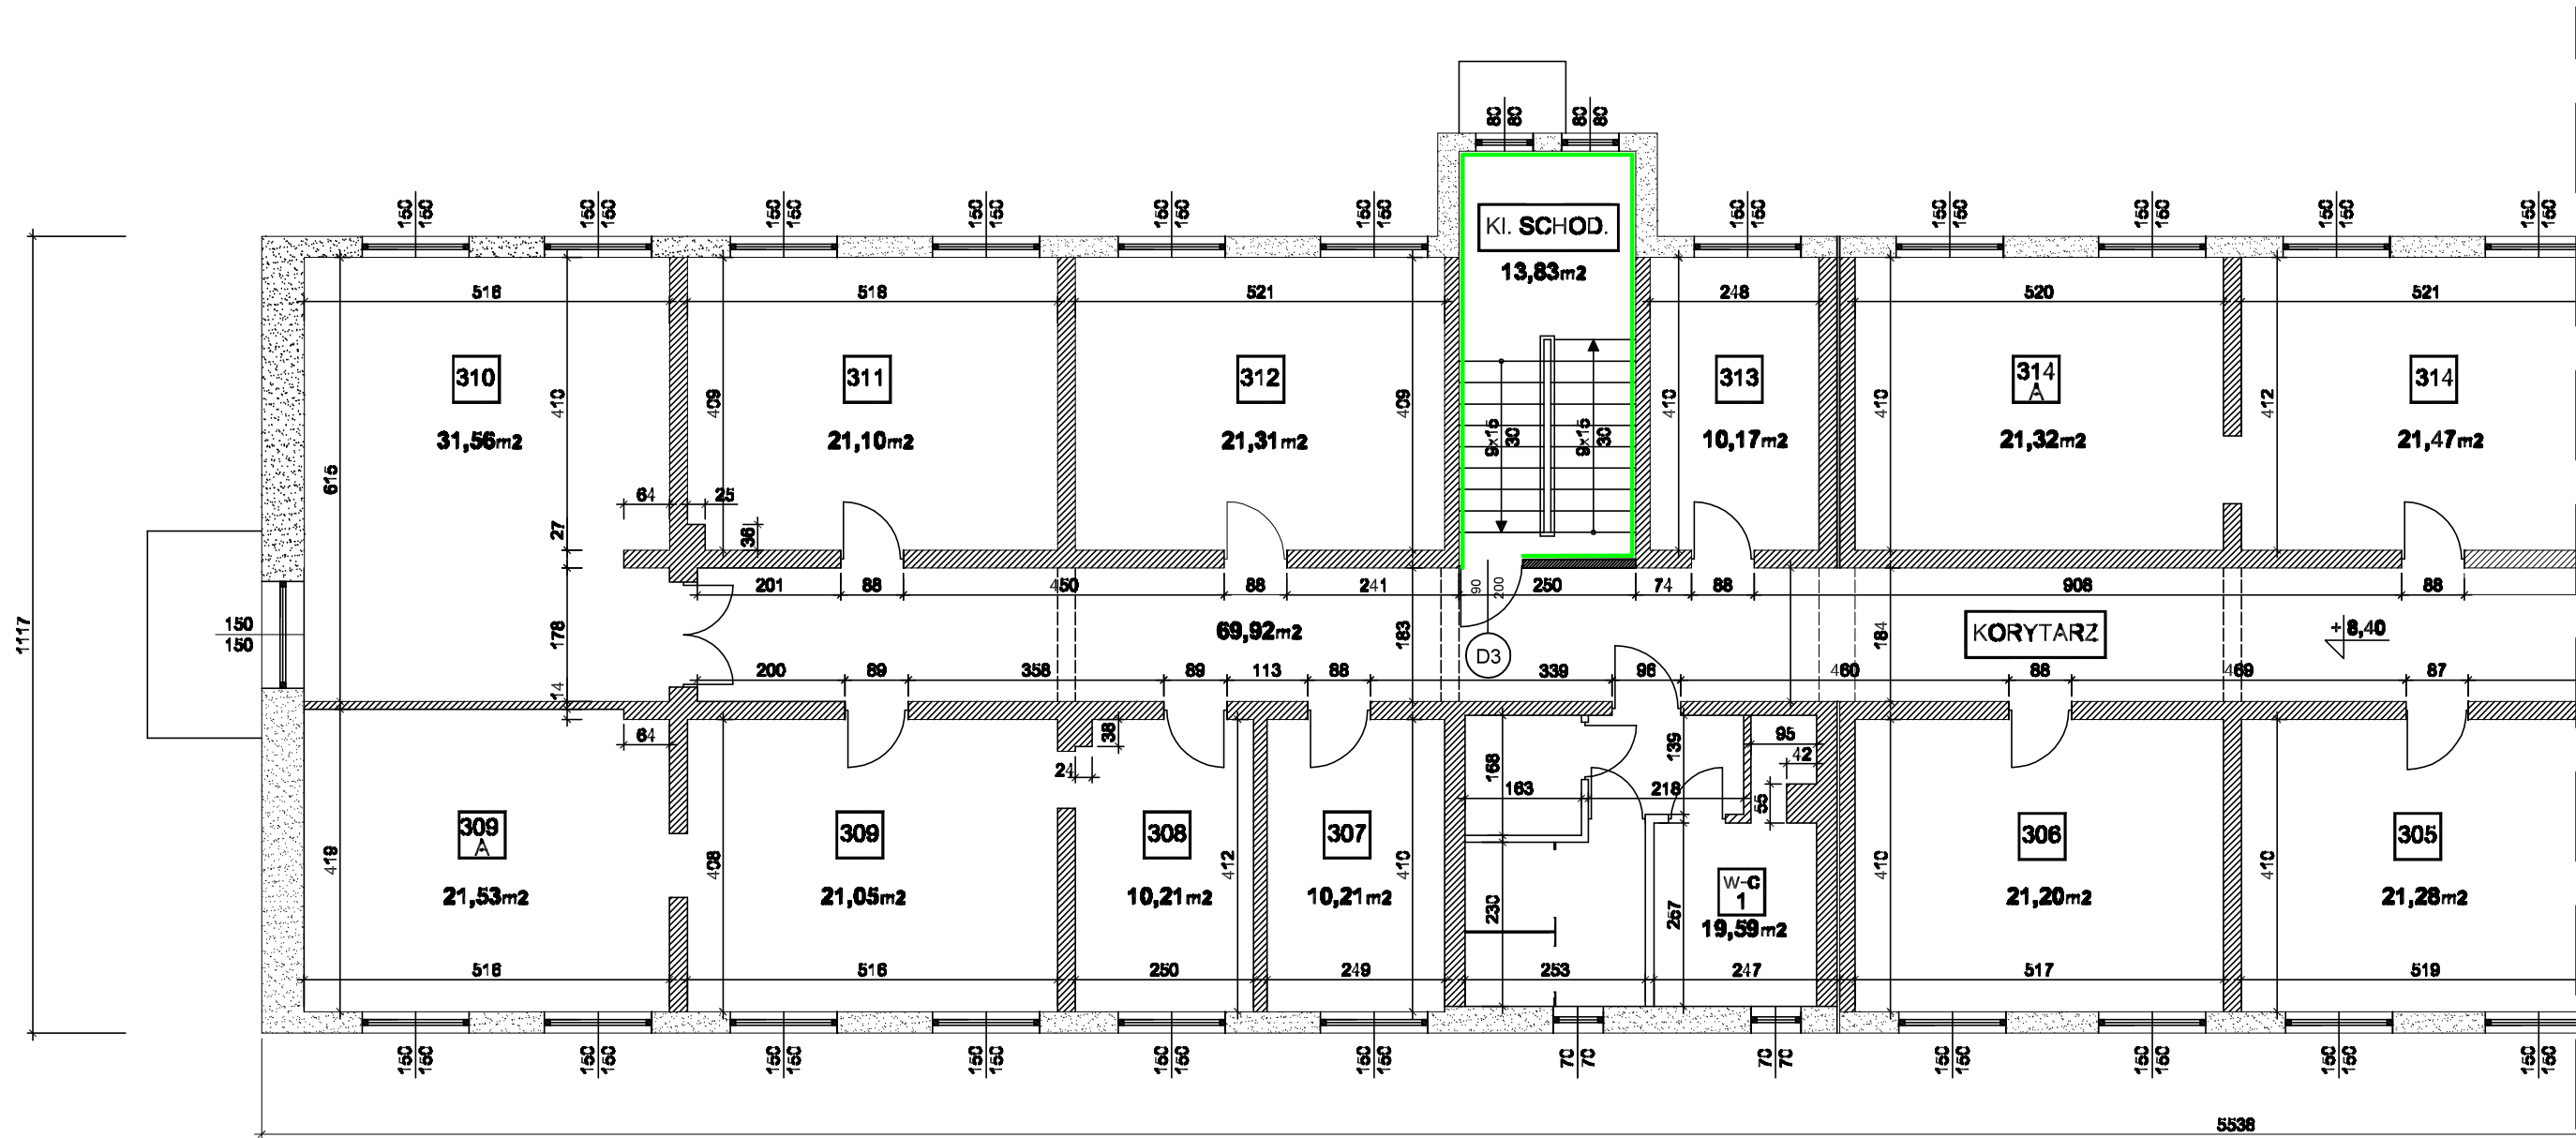 80 80 80 80
150 150 150 150 150 150 150 150 150 150 150 150 150 150 150 150 150 150 150 150 150 150
Kl. SCHOD.
13,83m2
516 518 521 248 520 521
310 311 312 313 314 A 314
31,56m2 21,10m2 21,31m2 10,17m2 21,32m2 21,47m2
615 410 409 409 410 410 412
9x15 30 9x15 30
64 25
27 36
201 88 450 88 241 90 200 250 74 88 908 88
1117
150
150
178 69,92m2 183 184 KORYTARZ +8,40
D3
14 200 89 358 89 113 88 339 96 460 88 469 87
64 38 24
168 139 95 42
163 218 55
309 A 309 308 307 306 305
419 408 412 410 410 410
21,53m2 21,05m2 10,21m2 10,21m2 21,20m2 21,28m2
230 267
W-C
1
19,59m2
516 516 250 249 253 247 517 519
150 150 150 150 150 150 150 150 150 150 150 150 70 70 70 70 150 150 150 150 150 150 150 150
5538